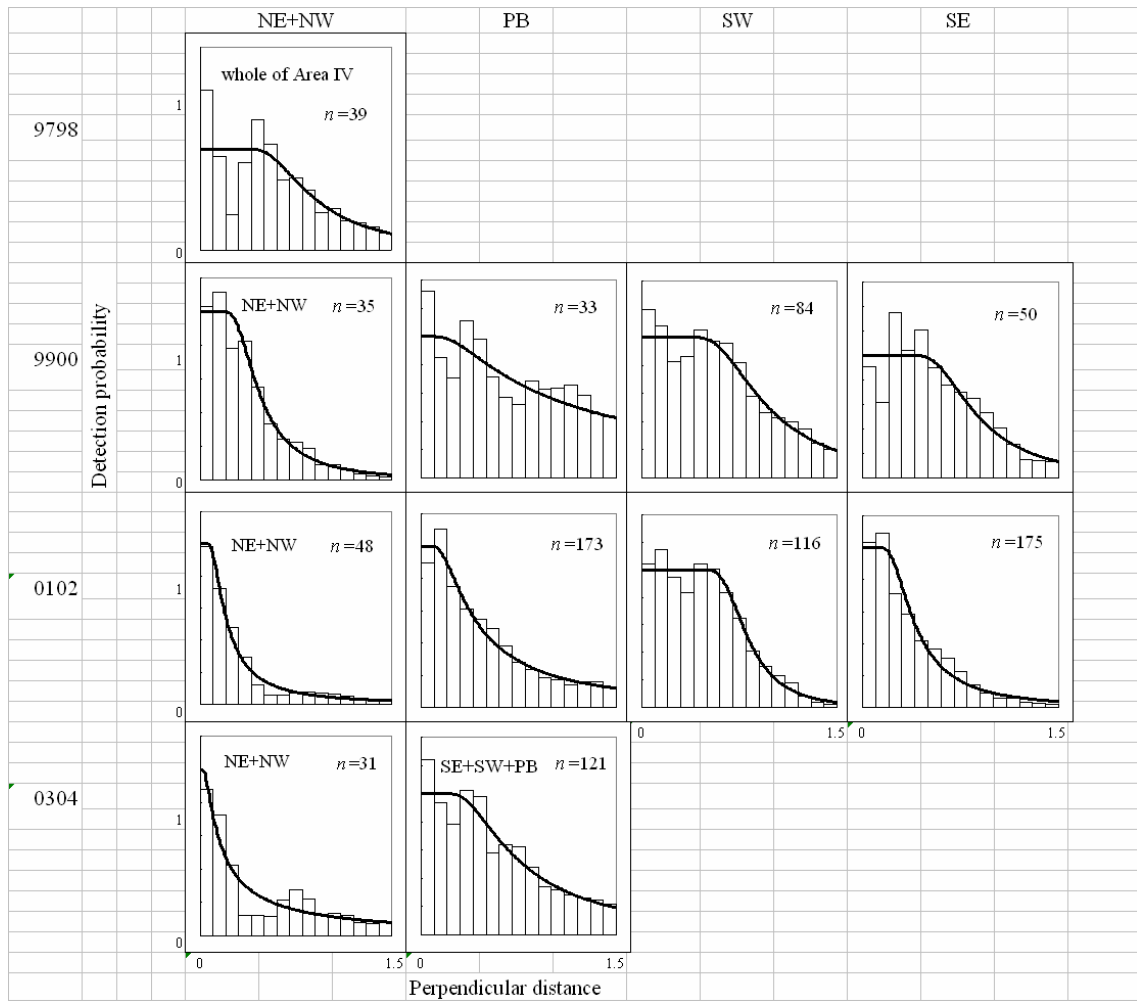 NE+NW PB SW SE
whole of Area IV
1
n=39
9798
0
NE+NW n=35 n=33 n=84 n=50
Detection probability
9900
1
0
NE+NW n=48 n=173 n=116 n=175
0102
1
0
0 1.5 0 1.5
NE+NW n=31 SE+SW+PB n=121
0304
1
0
0 1.5 0 1.5
Perpendicular distance